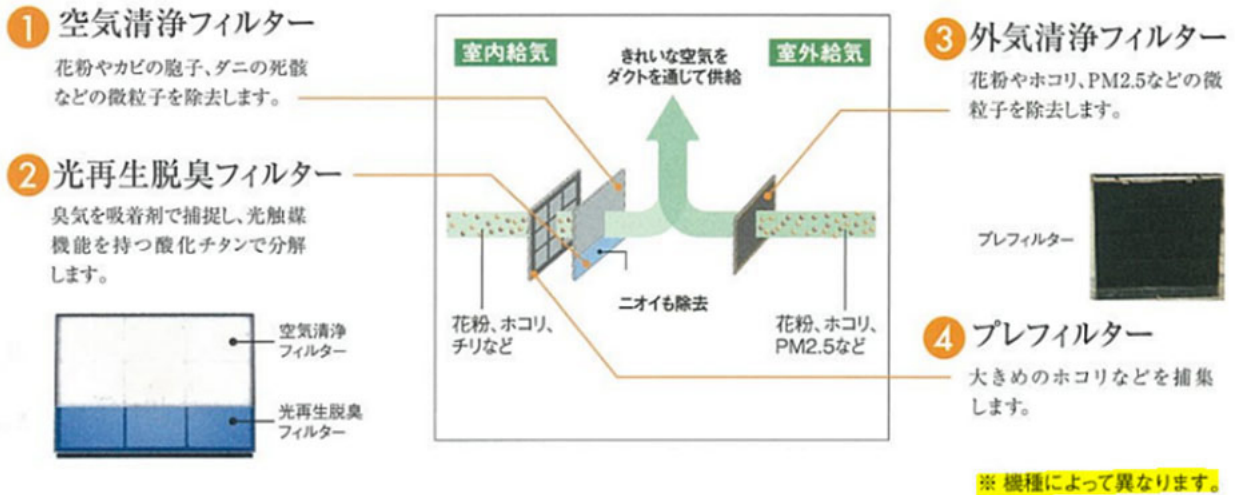 1 空気清浄フィルター
花粉やカビの胞子、ダニの死骸
などの微粒子を除去します。
2 光再生脱臭フィルター
臭気を吸着剤で捕捉し、光触媒
機能を持つ酸化チタンで分解
します。
空気清浄
フィルター
光再生脱臭
フィルター
室内給気
きれいな空気を
ダクトを通じて供給
室外給気
ニオイも除去
花粉、ホコリ、
チリなど
花粉、ホコリ、
PM2.5など
3 外気清浄フィルター
花粉やホコリ、PM2.5などの微
粒子を除去します。
プレフィルター
4 プレフィルター
大きめのホコリなどを捕集
します。
※ 機種によって異なります。